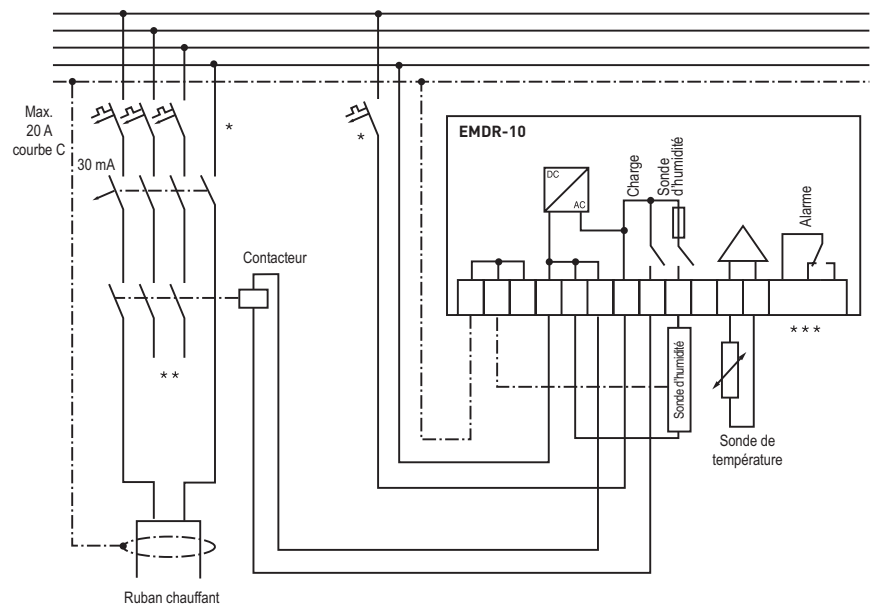 Max.
20 A
courbe C
*
*
30 mA
EMDR-10
DC
AC
Charge
Sonde
d'humidité
Alarme
Contacteur
* *
Sonde d'humidité
* * *
Sonde de
température
Ruban chauffant